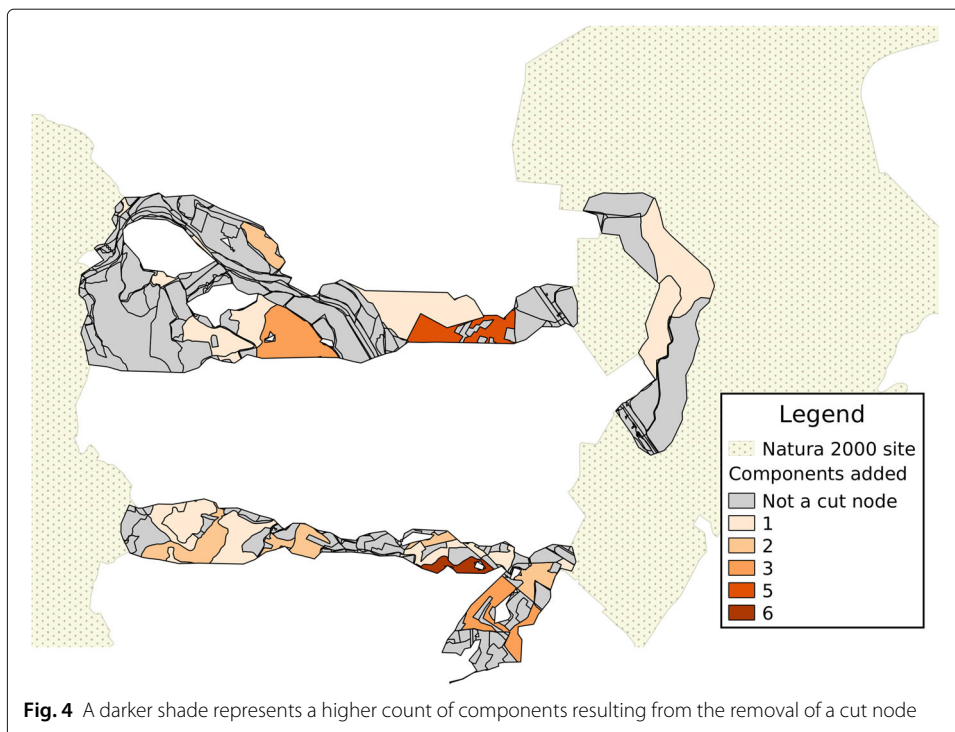 Legend
Natura 2000 site
Components added
Not a cut node
1
2
3
5
6
Fig. 4 A darker shade represents a higher count of components resulting from the removal of a cut node